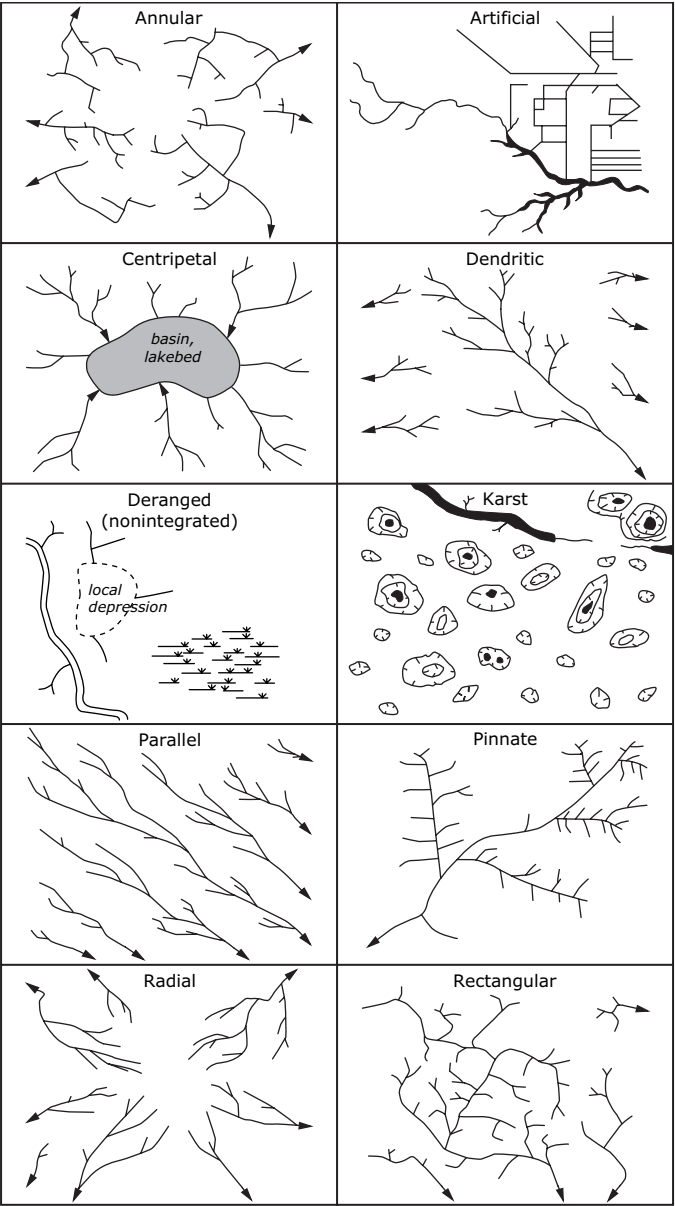 Annular
Artificial
Centripetal
basin,
lakebed
Dendritic
Deranged
(nonintegrated)
local
depression
Karst
Parallel
Pinnate
Radial
Rectangular